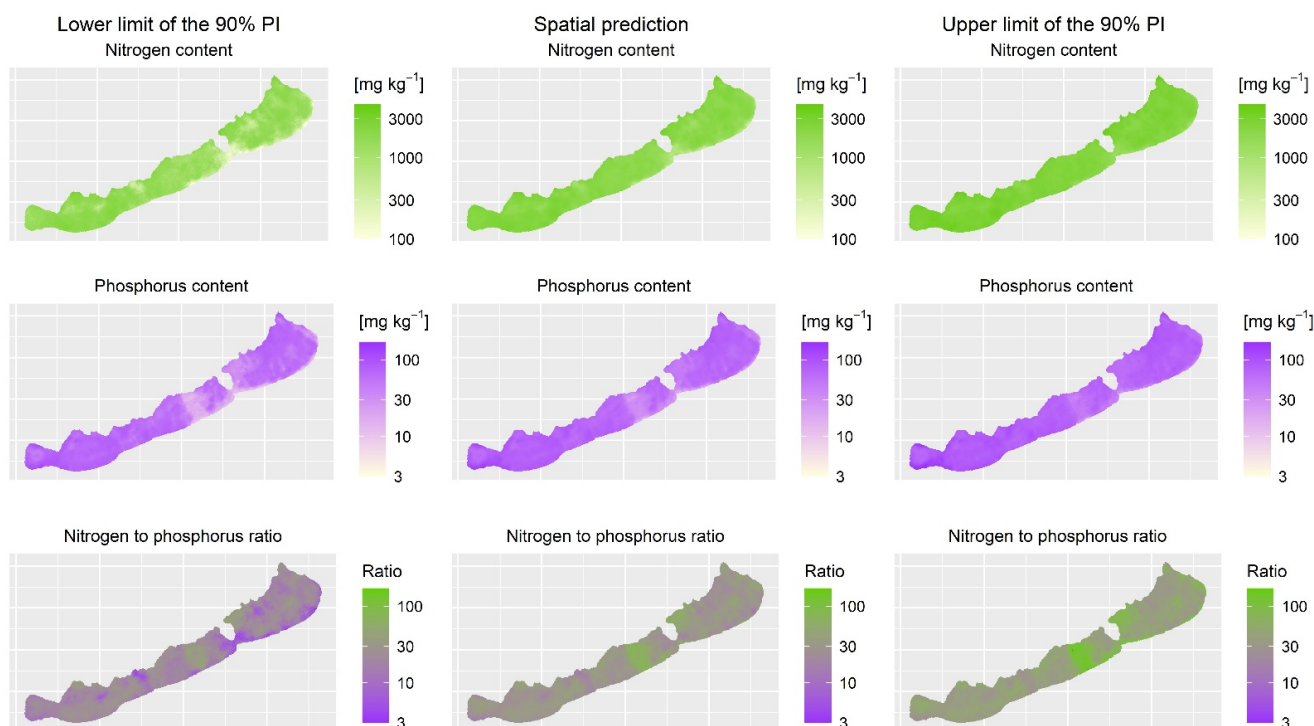 Lower limit of the 90% PI
Nitrogen content
[mg kg⁻¹]
3000
1000
300
100
Spatial prediction
Nitrogen content
[mg kg⁻¹]
3000
1000
300
100
Upper limit of the 90% PI
Nitrogen content
[mg kg⁻¹]
3000
1000
300
100
Phosphorus content
[mg kg⁻¹]
100
30
10
3
Phosphorus content
[mg kg⁻¹]
100
30
10
3
Phosphorus content
[mg kg⁻¹]
100
30
10
3
Nitrogen to phosphorus ratio
Ratio
100
30
10
3
Nitrogen to phosphorus ratio
Ratio
100
30
10
3
Nitrogen to phosphorus ratio
Ratio
100
30
10
3